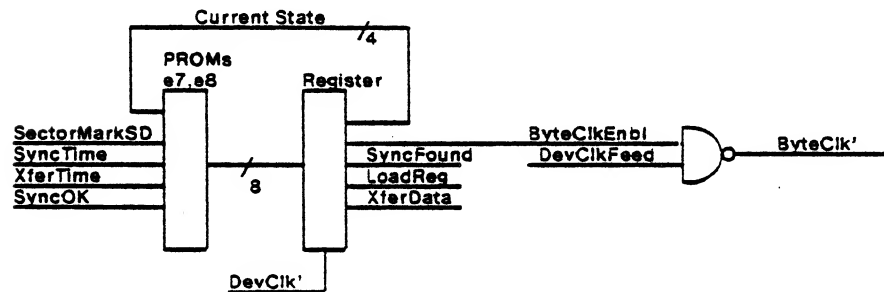 Current State
4
PROMs
e7,e8
Register
SectorMarkSD
SyncTime
XferTime
SyncOK
8
SyncFound
LoadReg
XferData
ByteClkEnbl
DevClkFeed
ByteClk'
DevClk'